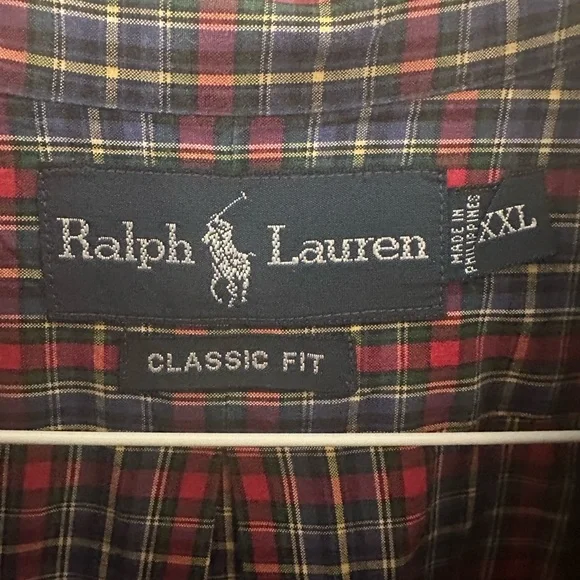 Ralph Lauren
MADE IN
PHILIPPINES
XXL
CLASSIC FIT